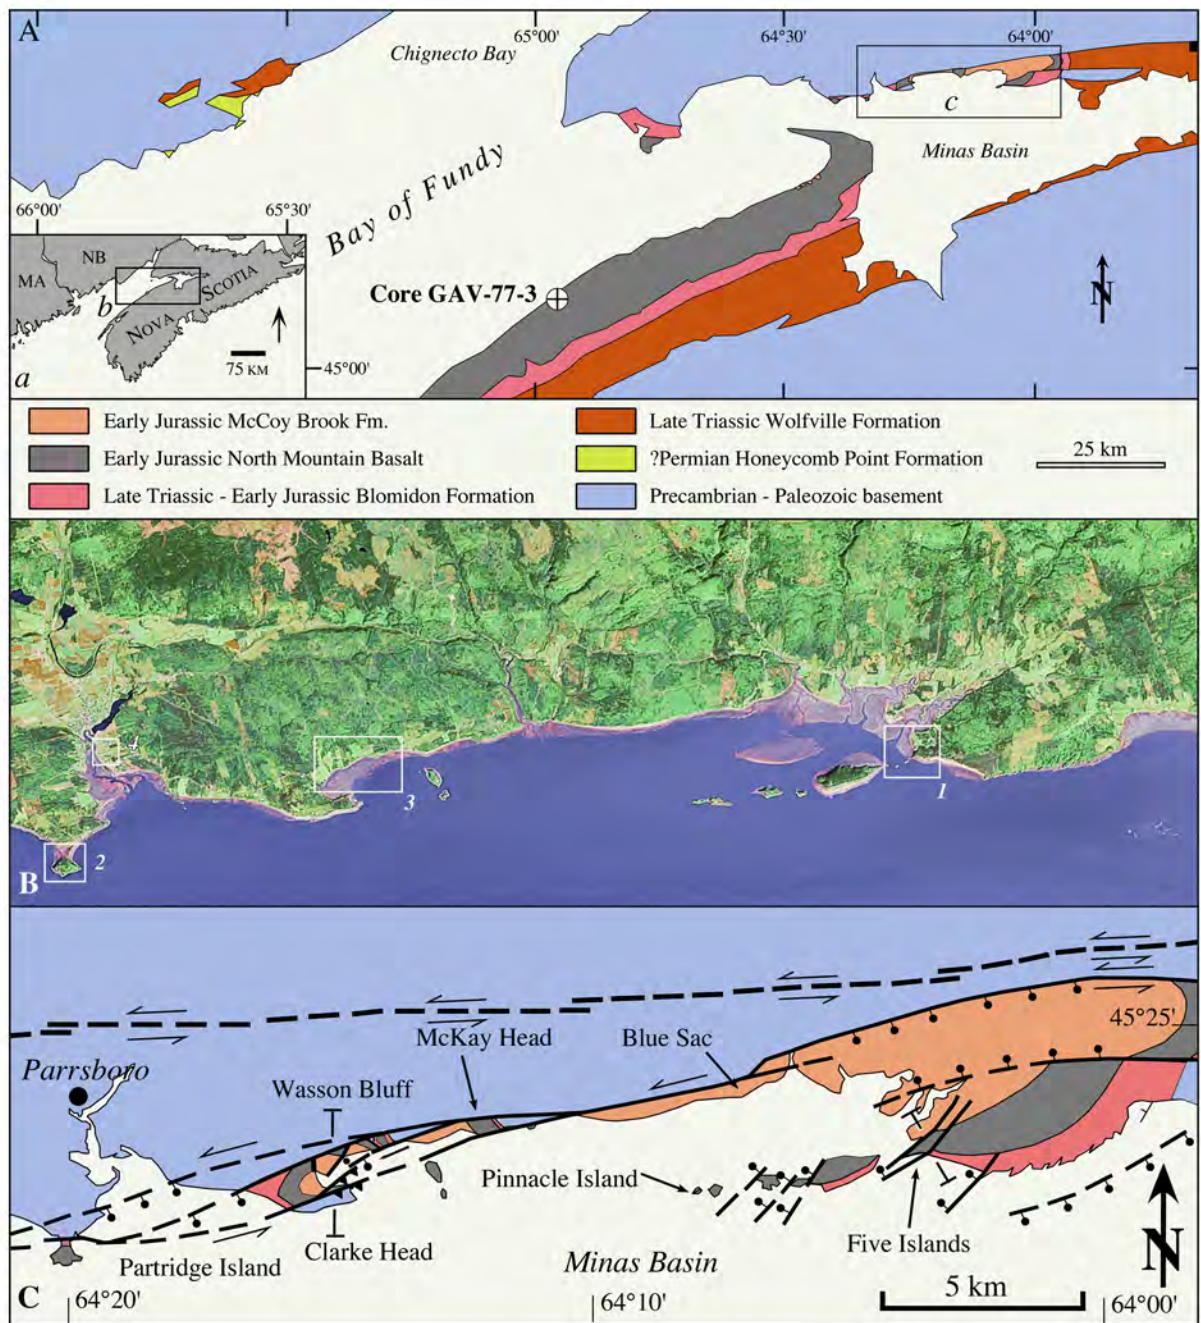 A
65°00'
64°30'
64°00'
Chignecto Bay
c
Minas Basin
Bay of Fundy
66°00'
65°30'
NB
MA
SCOTIA
b
NOVA
75 KM
a
Core GAV-77-3
N
45°00'
Early Jurassic McCoy Brook Fm.
Late Triassic Wolfville Formation
Early Jurassic North Mountain Basalt
?Permian Honeycomb Point Formation
25 km
Late Triassic - Early Jurassic Blomidon Formation
Precambrian - Paleozoic basement
4
3
1
2
B
McKay Head
Blue Sac
45°25'
Parrsboro
Wasson Bluff
Pinnacle Island
Five Islands
Clarke Head
Partridge Island
Minas Basin
N
5 km
C
64°20'
64°10'
64°00'